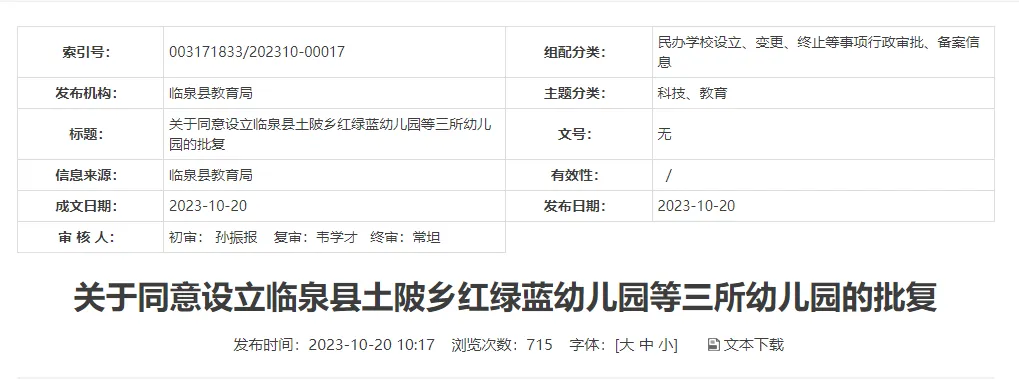 索引号： 003171833/202310-00017 组配分类： 民办学校设立、变更、终止等事项行政审批、备案信
息
发布机构： 临泉县教育局 主题分类： 科技、教育
标题： 关于同意设立临泉县土陂乡红绿蓝幼儿园等三所幼儿
园的批复 文号： 无
信息来源： 临泉县教育局 有效性： /
成文日期： 2023-10-20 发布日期： 2023-10-20
审 核 人： 初审： 孙振报 复审：韦学才 终审：常坦
关于同意设立临泉县土陂乡红绿蓝幼儿园等三所幼儿园的批复
发布时间：2023-10-20 10:17 浏览次数：715 字体：[大 中 小] 文本下载